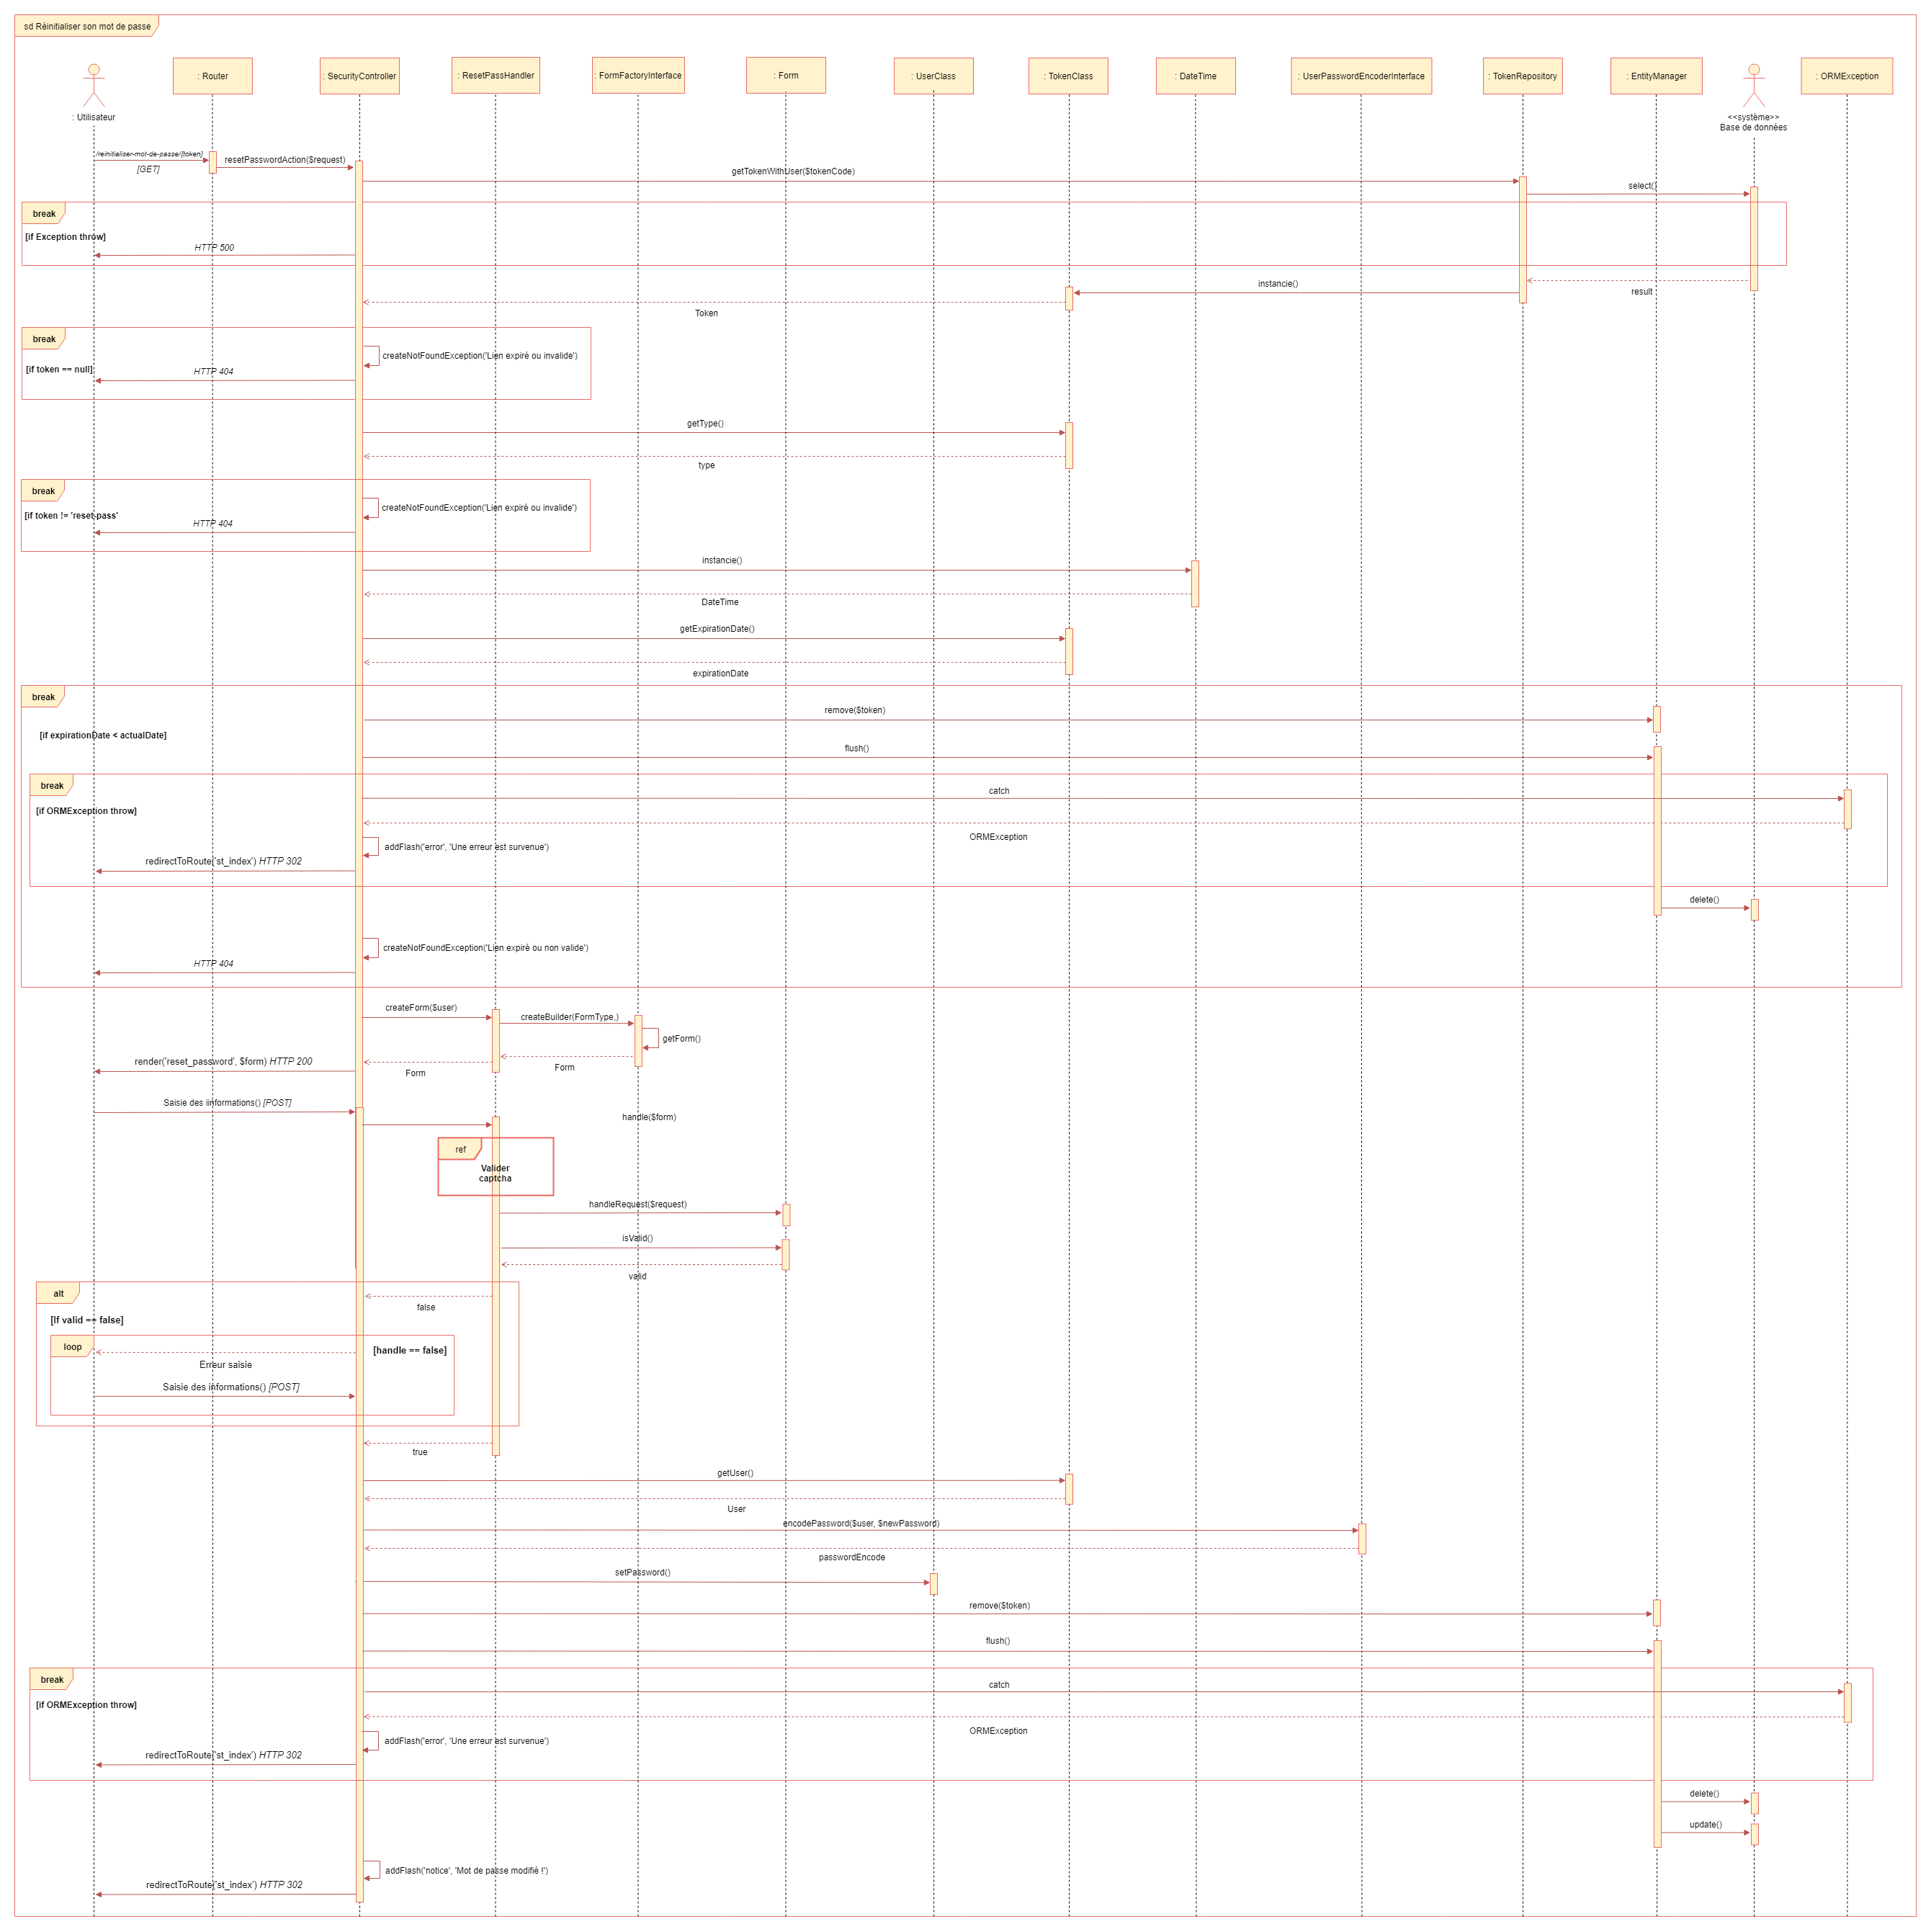 sd Réinitialiser son mot de passe
: Utilisateur
: Router
: SecurityController
: ResetPassHandler
: FormFactoryInterface
: Form
: UserClass
: TokenClass
: DateTime
: UserPasswordEncoderInterface
: TokenRepository
: EntityManager
<<système>>
Base de données
: ORMException
/reinitialiser-mot-de-passe/{token}
[GET]
resetPasswordAction($request)
getTokenWithUser($tokenCode)
select()
break
[if Exception throw]
HTTP 500
result
instancie()
Token
break
[if token == null]
createNotFoundException('Lien expiré ou invalide')
HTTP 404
getType()
type
break
[if token != 'reset-pass'
createNotFoundException('Lien expiré ou invalide')
HTTP 404
instancie()
DateTime
getExpirationDate()
expirationDate
break
[if expirationDate < actualDate]
remove($token)
flush()
break
[if ORMException throw]
catch
ORMException
addFlash('error', 'Une erreur est survenue')
redirectToRoute('st_index') HTTP 302
delete()
createNotFoundException('Lien expiré ou non valide')
HTTP 404
createForm($user)
createBuilder(FormType,)
getForm()
Form
Form
render('reset_password', $form) HTTP 200
Saisie des iinformations() [POST]
handle($form)
ref
Valider
captcha
handleRequest($request)
isValid()
valid
alt
[If valid == false]
false
loop
[handle == false]
Erreur saisie
Saisie des informations() [POST]
true
getUser()
User
encodePassword($user, $newPassword)
passwordEncode
setPassword()
remove($token)
flush()
break
[if ORMException throw]
catch
ORMException
addFlash('error', 'Une erreur est survenue')
redirectToRoute('st_index') HTTP 302
delete()
update()
addFlash('notice', 'Mot de passe modifié !')
redirectToRoute('st_index') HTTP 302